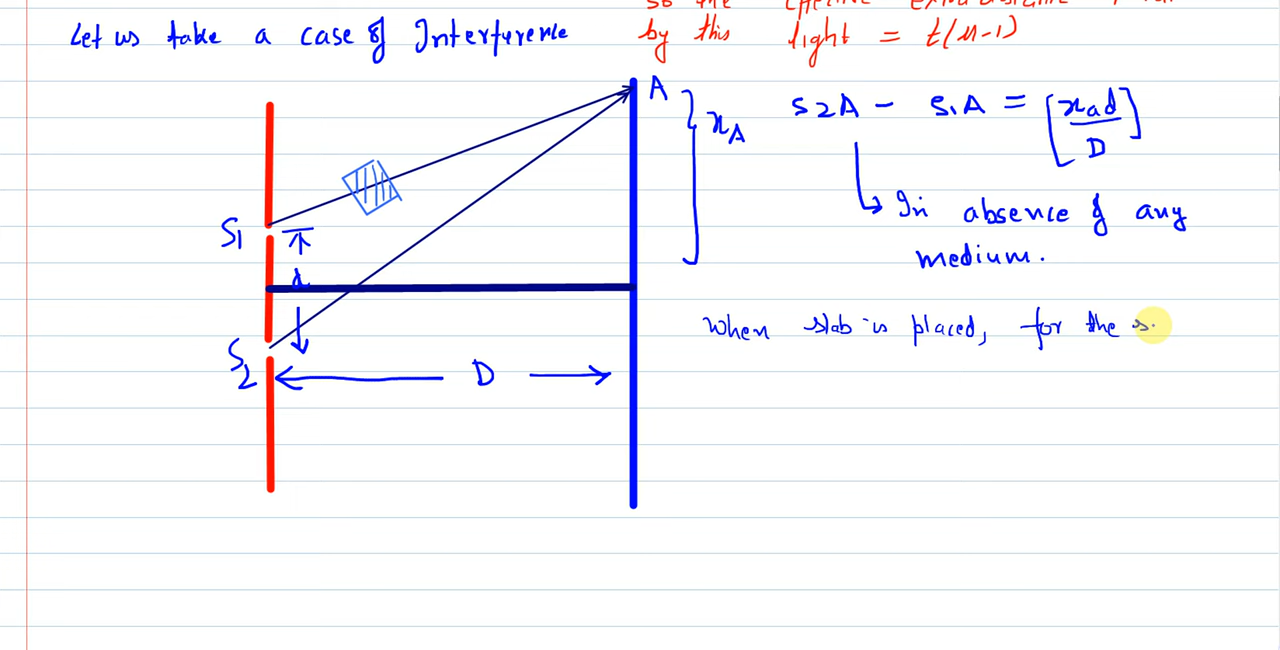 by this light = t(μ-1)
Let us take a case of Interference
A
xA
S2A - S1A = [xAd/D]
In absence of any
medium.
S1
d
When slab is placed, for the s.
S2
D